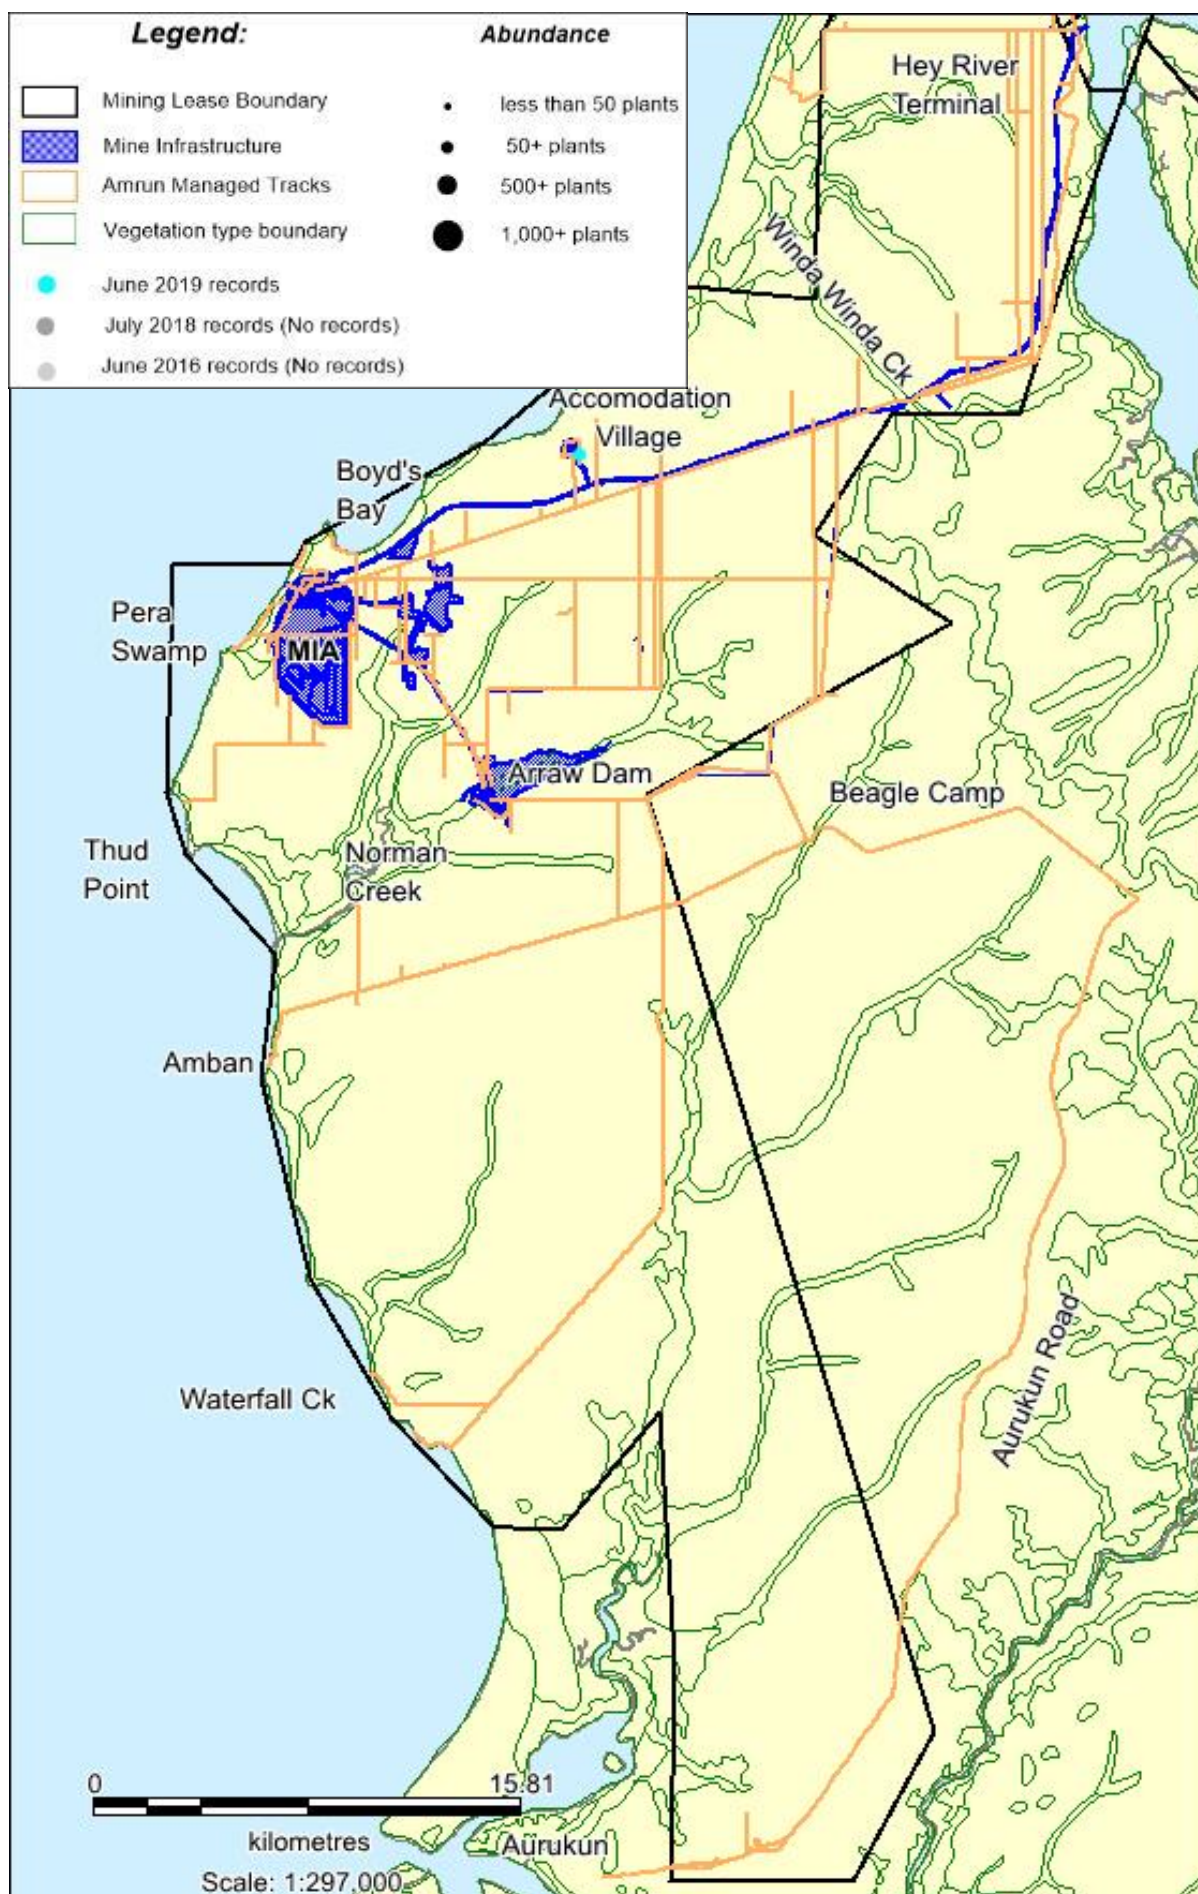 Legend:
Abundance
Mining Lease Boundary
less than 50 plants
Mine Infrastructure
50+ plants
Amrun Managed Tracks
500+ plants
Vegetation type boundary
1,000+ plants
June 2019 records
July 2018 records (No records)
June 2016 records (No records)
Hey River
Terminal
Winda Winda Ck
Accomodation
Village
Boyd's
Bay
Pera
Swamp
MIA
Arraw Dam
Beagle Camp
Thud
Point
Norman
Creek
Amban
Aurukun Road
Waterfall Ck
0
15.81
kilometres
Aurukun
Scale: 1:297,000